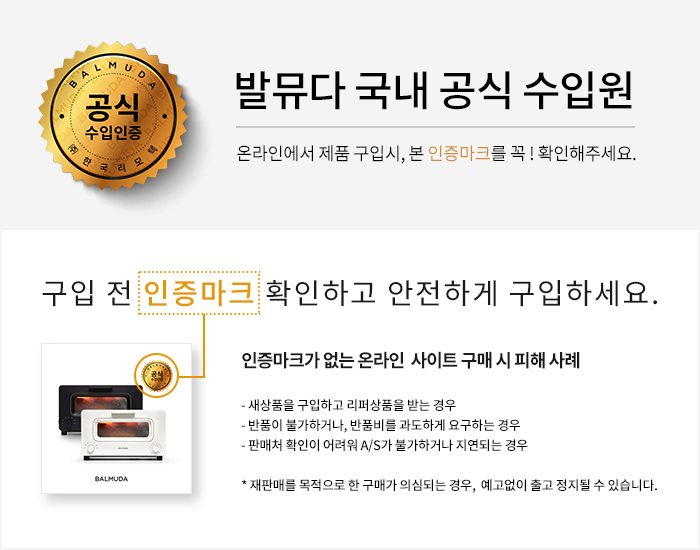 BALMUDA
공식
수입인증
㈜한국리모텍
발뮤다 국내 공식 수입원
온라인에서 제품 구입시, 본 인증마크를 꼭 ! 확인해주세요.
구입 전 인증마크 확인하고 안전하게 구입하세요.
공식
수입인증
BALMUDA
인증마크가 없는 온라인 사이트 구매 시 피해 사례
- 새상품을 구입하고 리퍼상품을 받는 경우
- 반품이 불가하거나, 반품비를 과도하게 요구하는 경우
- 판매처 확인이 어려워 A/S가 불가하거나 지연되는 경우
* 재판매를 목적으로 한 구매가 의심되는 경우, 예고없이 출고 정지될 수 있습니다.